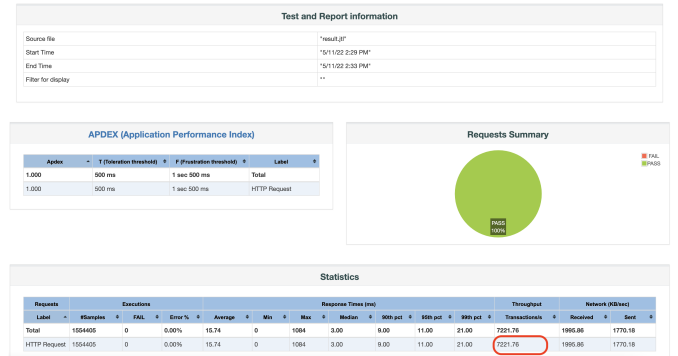 Test and Report information
Source file "result.jtl"
Start Time "5/11/22 2:29 PM"
End Time "5/11/22 2:33 PM"
Filter for display ""
APDEX (Application Performance Index)
Apdex T (Toleration threshold) F (Frustration threshold) Label
1.000 500 ms 1 sec 500 ms Total
1.000 500 ms 1 sec 500 ms HTTP Request
Requests Summary
FAIL
PASS
PASS
100%
Statistics
Requests Executions Response Times (ms) Throughput Network (KB/sec)
Label #Samples FAIL Error % Average Min Max Median 90th pct 95th pct 99th pct Transactions/s Received Sent
Total 1554405 0 0.00% 15.74 0 1084 3.00 9.00 11.00 21.00 7221.76 1995.86 1770.18
HTTP Request 1554405 0 0.00% 15.74 0 1084 3.00 9.00 11.00 21.00 7221.76 1995.86 1770.18